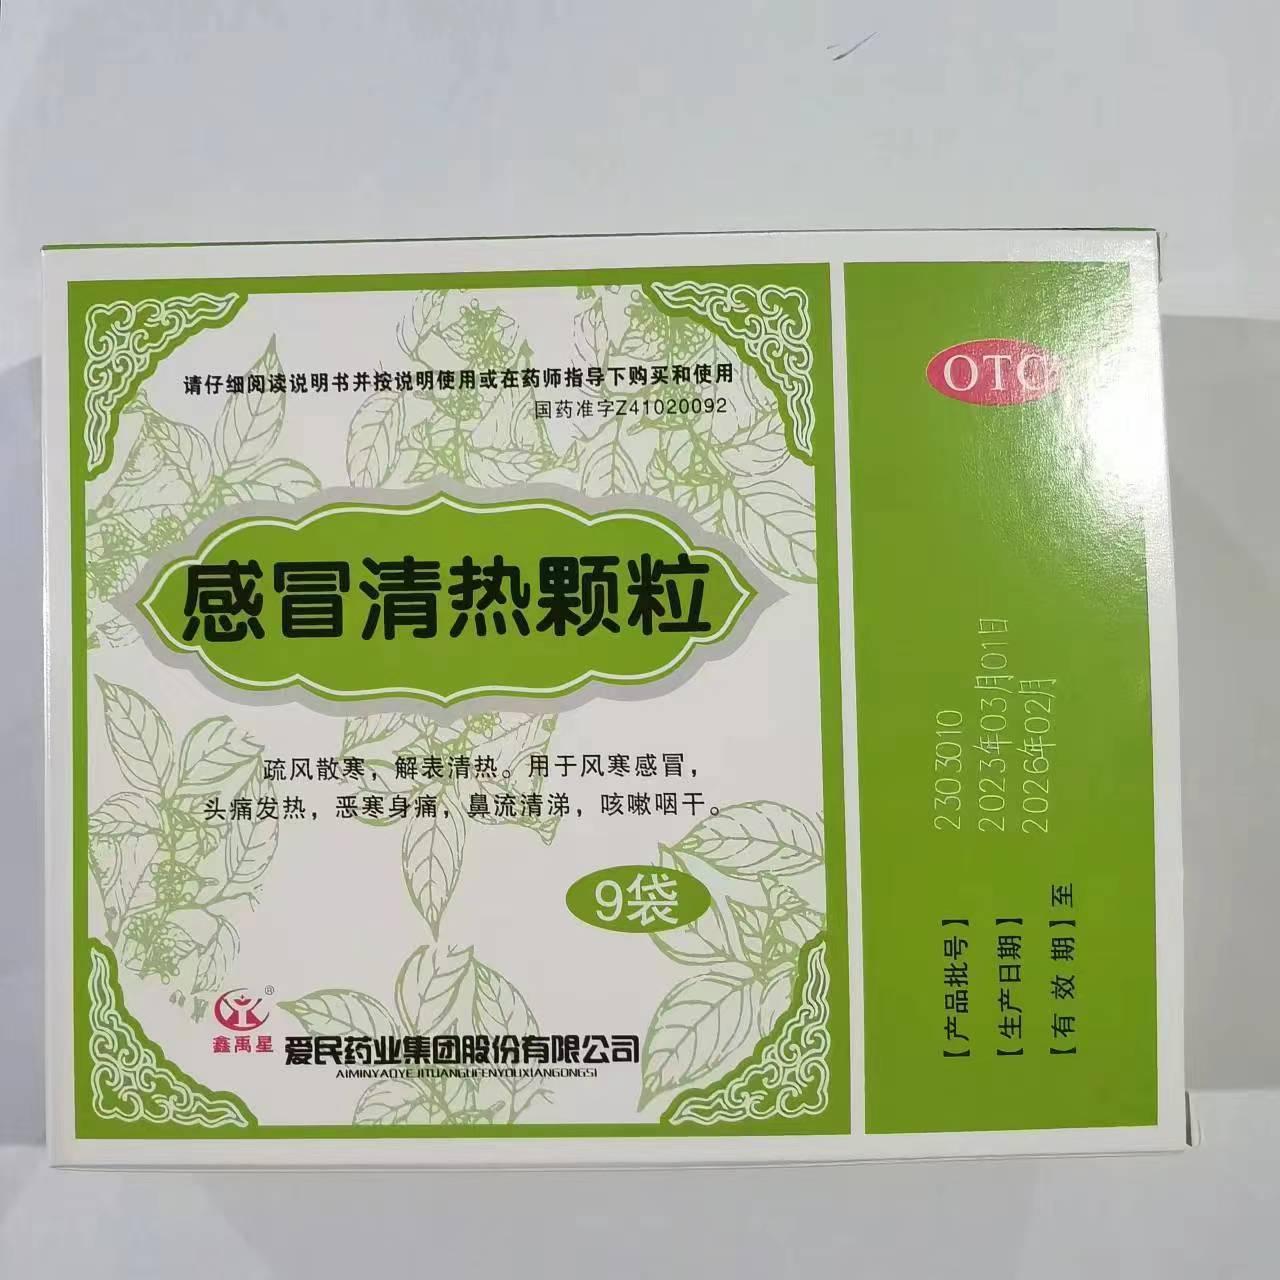 请仔细阅读说明书并按说明使用或在药师指导下购买和使用
国药准字Z41020092
感冒清热颗粒
疏风散寒，解表清热。用于风寒感冒，
头痛发热，恶寒身痛，鼻流清涕，咳嗽咽干。
9袋
®
鑫禹星
爱民药业集团股份有限公司
AIMINYAOYEJITUANGUFENYOUXIANGONGSI
OTC
【产品批号】 2303010
【生产日期】 2023年03月01日
【有效期】至 2026年02月